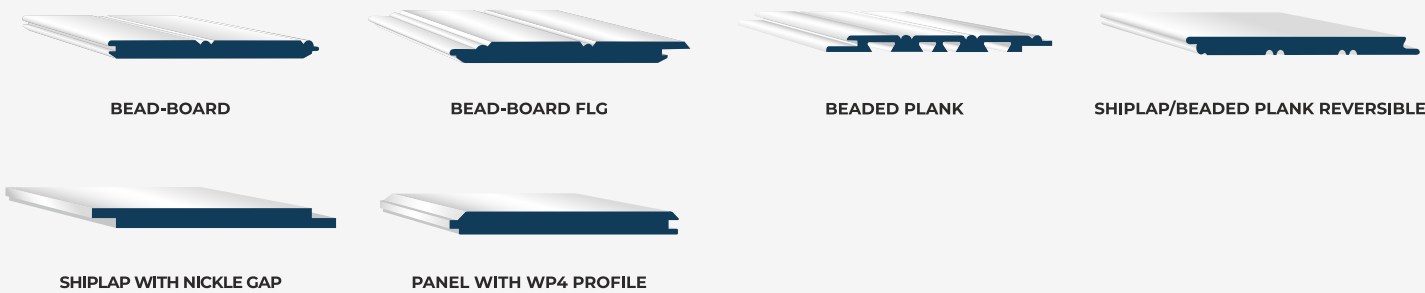 BEAD-BOARD
BEAD-BOARD FLG
BEADED PLANK
SHIPLAP/BEADED PLANK REVERSIBLE
SHIPLAP WITH NICKLE GAP
PANEL WITH WP4 PROFILE